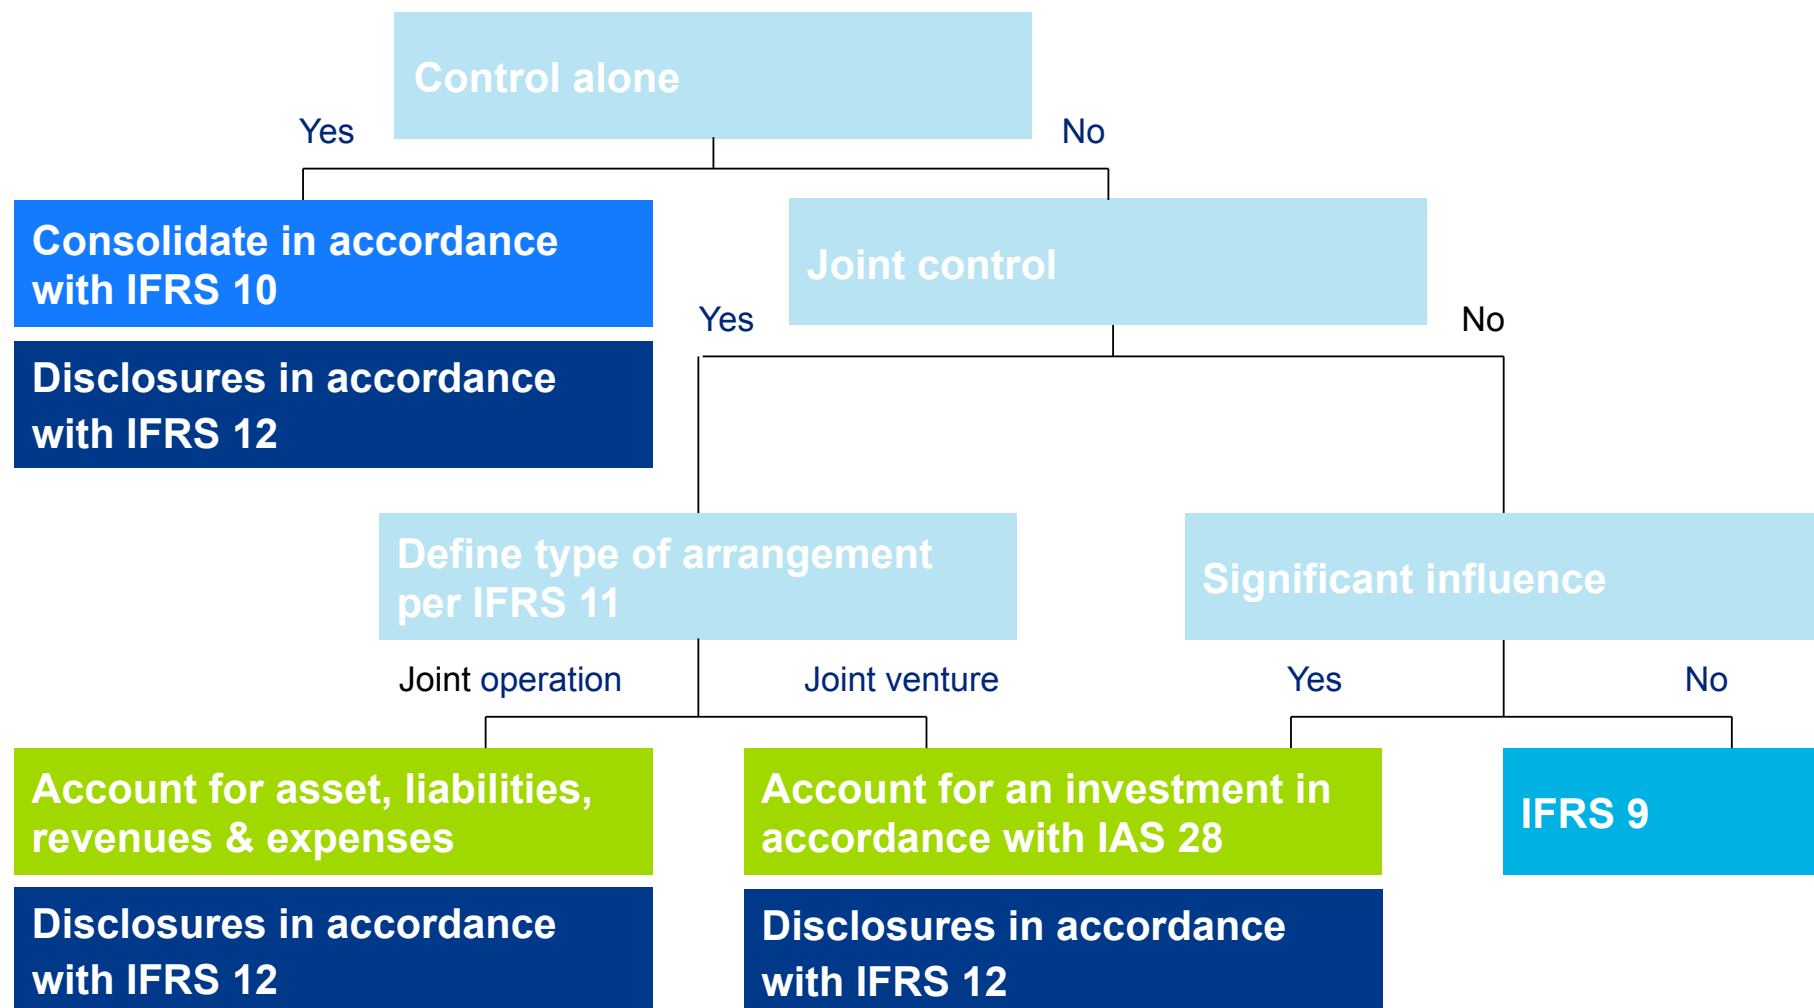 Control alone
Yes
No
Consolidate in accordance
with IFRS 10
Disclosures in accordance
with IFRS 12
Joint control
Yes
No
Define type of arrangement
per IFRS 11
Significant influence
Joint operation
Joint venture
Yes
No
Account for asset, liabilities,
revenues & expenses
Disclosures in accordance
with IFRS 12
Account for an investment in
accordance with IAS 28
Disclosures in accordance
with IFRS 12
IFRS 9